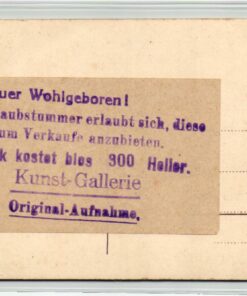 uer Wohlgeboren!
aubstummer erlaubt sich, diese
um Verkaufe anzubieten.
k kostet blos 300 Heller.
Kunst-Gallerie
Original-Aufnahme.